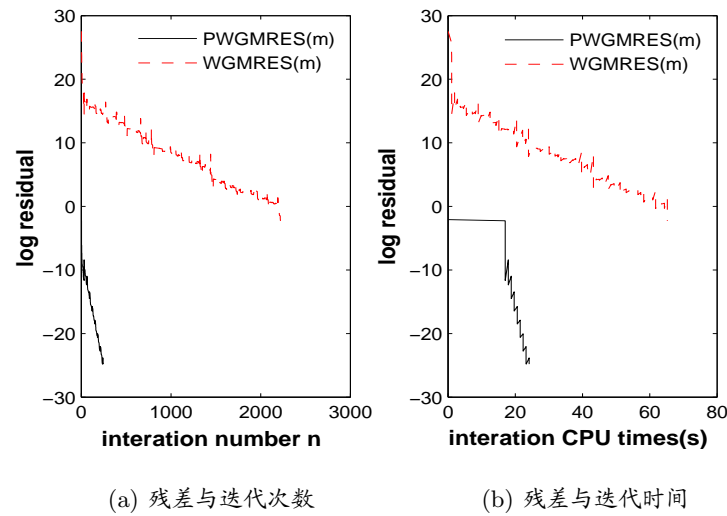 30
20
10
0
−10
−20
−30
log residual
PWGMRES(m)
WGMRES(m)
0 1000 2000 3000
interation number n
(a) 残差与迭代次数
30
20
10
0
−10
−20
−30
log residual
PWGMRES(m)
WGMRES(m)
0 20 40 60 80
interation CPU times(s)
(b) 残差与迭代时间